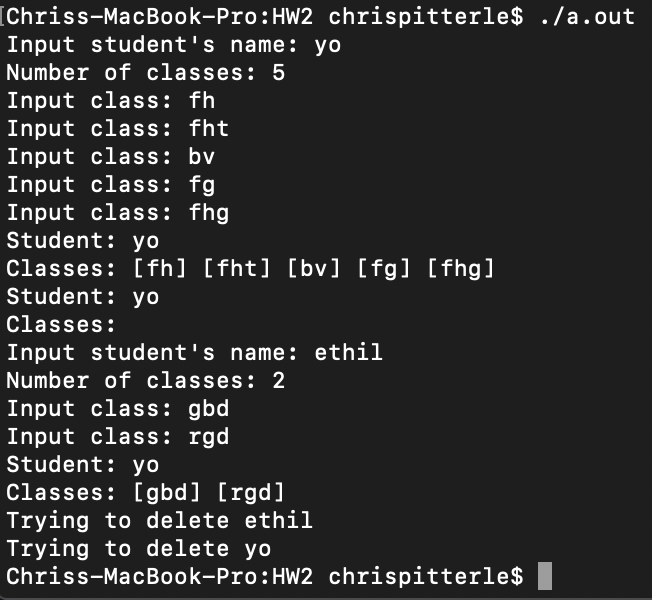 Chriss-MacBook-Pro:HW2 chrispitterle$ ./a.out
Input student's name: yo
Number of classes: 5
Input class: fh
Input class: fht
Input class: bv
Input class: fg
Input class: fhg
Student: yo
Classes: [fh] [fht] [bv] [fg] [fhg]
Student: yo
Classes:
Input student's name: ethil
Number of classes: 2
Input class: gbd
Input class: rgd
Student: yo
Classes: [gbd] [rgd]
Trying to delete ethil
Trying to delete yo
Chriss-MacBook-Pro:HW2 chrispitterle$